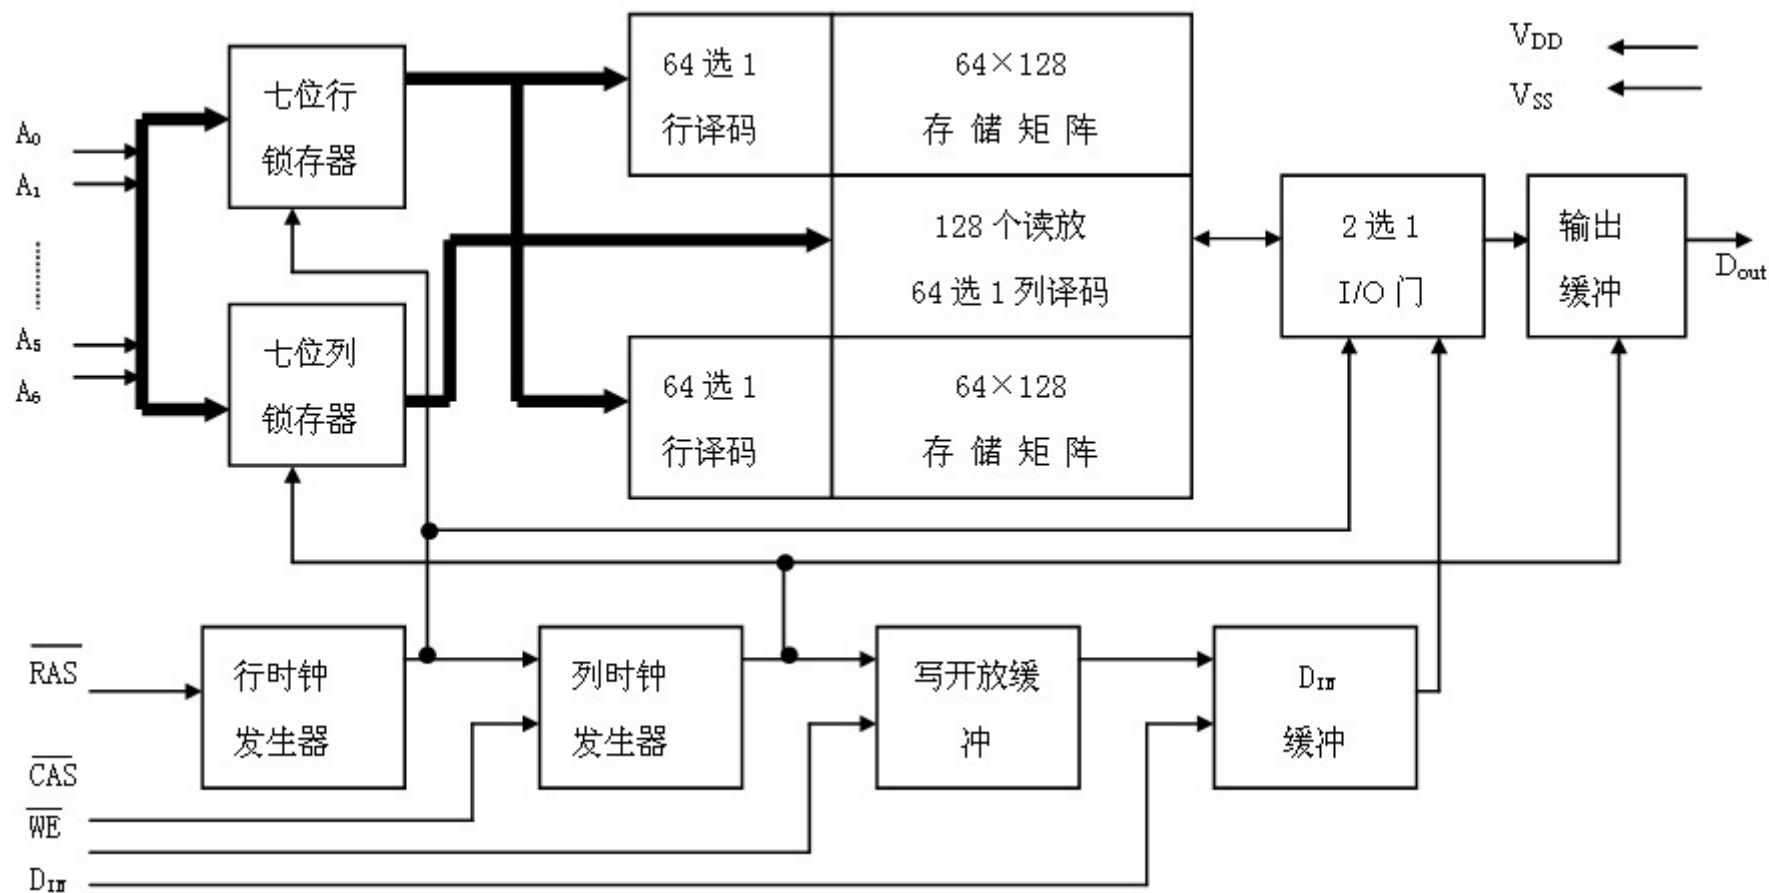 A₀
A₁
A₅
A₆
七位行
锁存器
七位列
锁存器
64 选 1
行译码
64×128
存 储 矩 阵
128 个读放
64 选 1 列译码
64 选 1
行译码
64×128
存 储 矩 阵
2 选 1
I/O 门
输出
缓冲
V_DD
V_SS
D_out
R̅A̅S̅
行时钟
发生器
列时钟
发生器
写开放缓
冲
D_IN
缓冲
C̅A̅S̅
W̅E̅
D_IN